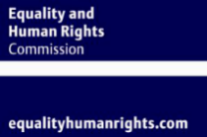 Equality and
Human Rights
Commission
equalityhumanrights.com